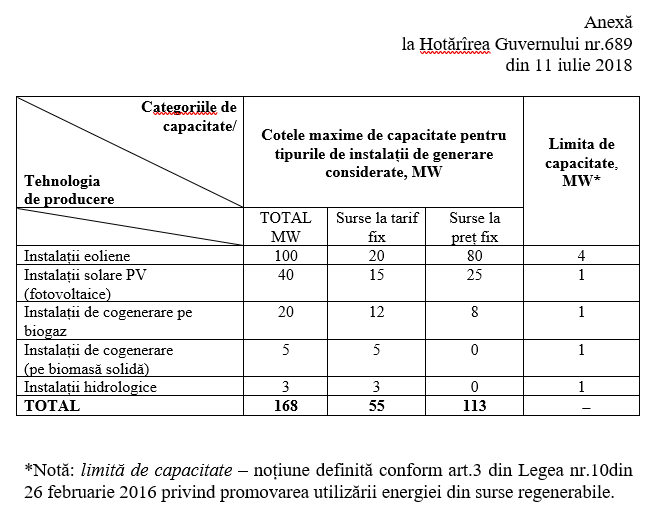 Anexă
la Hotărîrea Guvernului nr.689
din 11 iulie 2018
Categoriile de
capacitate/
Tehnologia
de producere
Cotele maxime de capacitate pentru
tipurile de instalații de generare
considerate, MW
Limita de
capacitate,
MW*
TOTAL
MW
Surse la tarif
fix
Surse la
preț fix
Instalații eoliene 100 20 80 4
Instalații solare PV 40 15 25 1
(fotovoltaice)
Instalații de cogenerare pe 20 12 8 1
biogaz
Instalații de cogenerare 5 5 0 1
(pe biomasă solidă)
Instalații hidrologice 3 3 0 1
TOTAL 168 55 113 –
*Notă: limită de capacitate – noțiune definită conform art.3 din Legea nr.10din
26 februarie 2016 privind promovarea utilizării energiei din surse regenerabile.